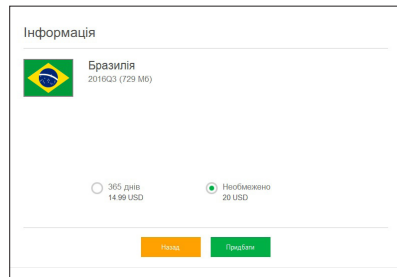 Інформація
Бразилія
2016Q3 (729 Мб)
365 днів
14.99 USD
Необмежено
20 USD
Назад
Придбати